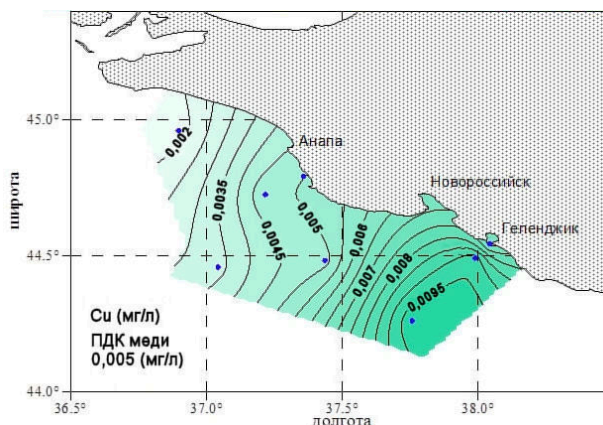 45.0°
44.5°
44.0°
широта
Анапа
Новороссийск
Геленджик
0,002
0,0035
0,0045
0,005
0,006
0,007
0,008
0,0095
Cu (мг/л)
ПДК меди
0,005 (мг/л)
36.5° 37.0° 37.5° 38.0°
долгота